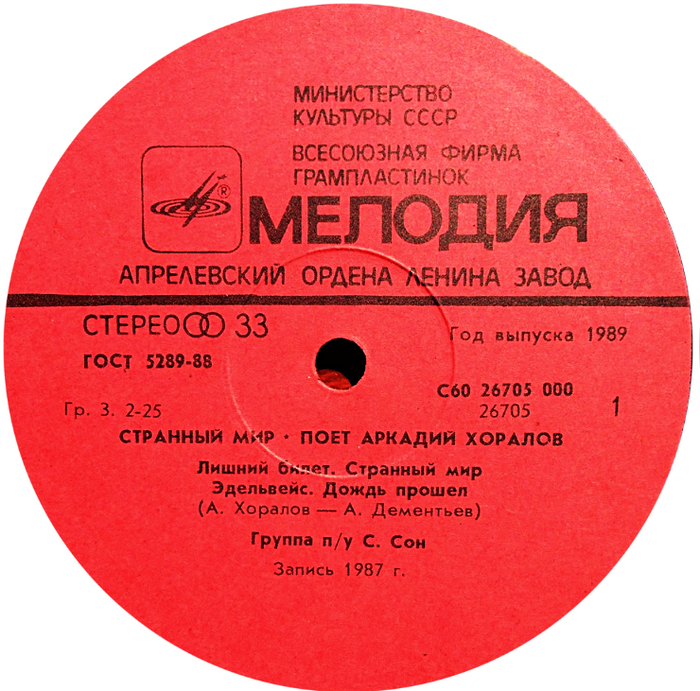 МИНИСТЕРСТВО
КУЛЬТУРЫ СССР
ВСЕСОЮЗНАЯ ФИРМА
ГРАМПЛАСТИНОК
®
МЕЛОДИЯ
АПРЕЛЕВСКИЙ ОРДЕНА ЛЕНИНА ЗАВОД
СТЕРЕО 33
Год выпуска 1989
ГОСТ 5289-88
С60 26705 000
Гр. 3. 2-25
26705
1
СТРАННЫЙ МИР · ПОЕТ АРКАДИЙ ХОРАЛОВ
Лишний билет. Странный мир
Эдельвейс. Дождь прошел
(А. Хоралов — А. Дементьев)
Группа п/у С. Сон
Запись 1987 г.